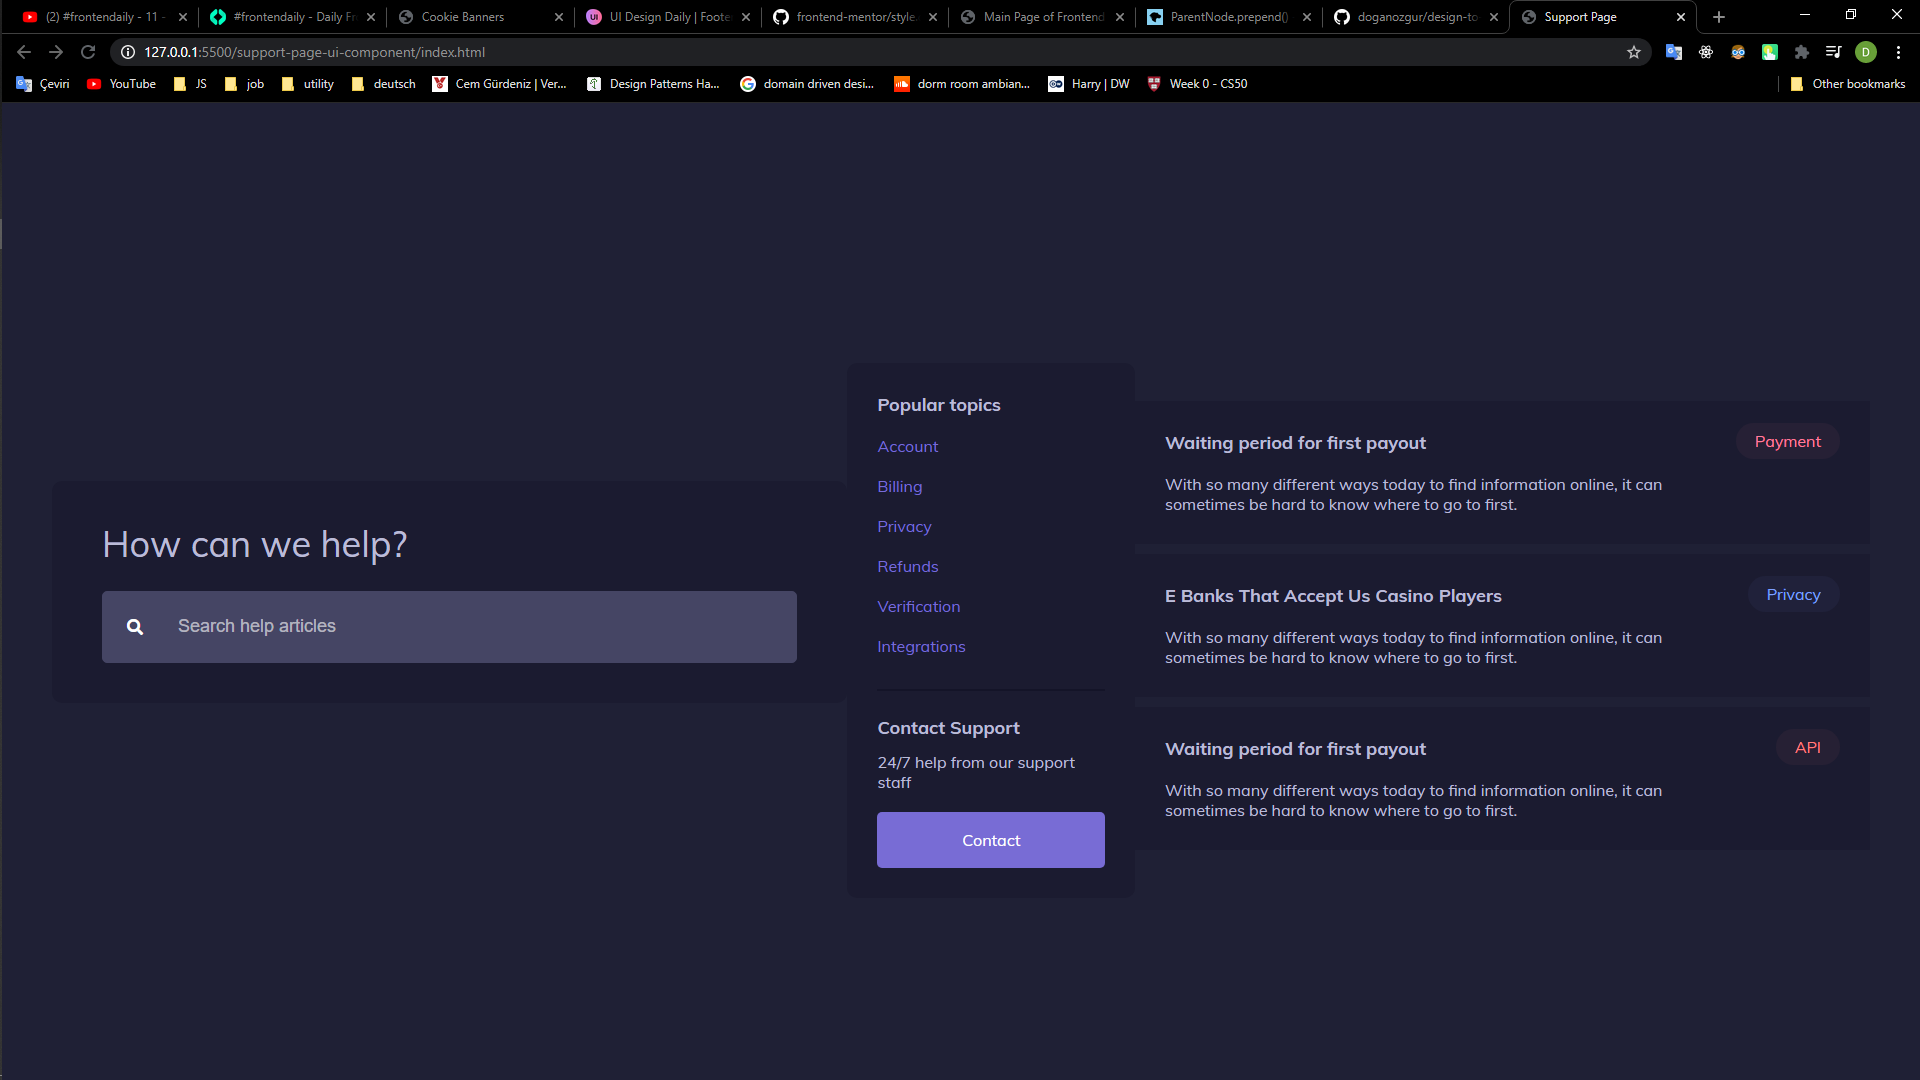 (2) #frontendaily - 11 -
#frontendaily - Daily Fr
Cookie Banners
UI Design Daily | Foote
frontend-mentor/style.
Main Page of Frontend
ParentNode.prepend()
doganozgur/design-to
Support Page
127.0.0.1:5500/support-page-ui-component/index.html
D
Çeviri
YouTube
JS
job
utility
deutsch
Cem Gürdeniz | Ver...
Design Patterns Ha...
domain driven desi...
dorm room ambian...
Harry | DW
Week 0 - CS50
Other bookmarks
How can we help?
Search help articles
Popular topics
Account
Billing
Privacy
Refunds
Verification
Integrations
Contact Support
24/7 help from our support
staff
Contact
Waiting period for first payout
Payment
With so many different ways today to find information online, it can
sometimes be hard to know where to go to first.
E Banks That Accept Us Casino Players
Privacy
With so many different ways today to find information online, it can
sometimes be hard to know where to go to first.
Waiting period for first payout
API
With so many different ways today to find information online, it can
sometimes be hard to know where to go to first.